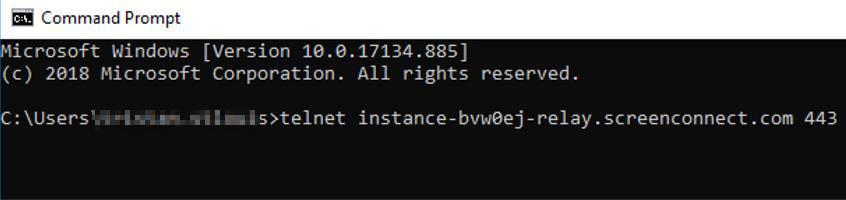 Command Prompt
Microsoft Windows [Version 10.0.17134.885]
(c) 2018 Microsoft Corporation. All rights reserved.
C:\Users\s>telnet instance-bvw0ej-relay.screenconnect.com 443